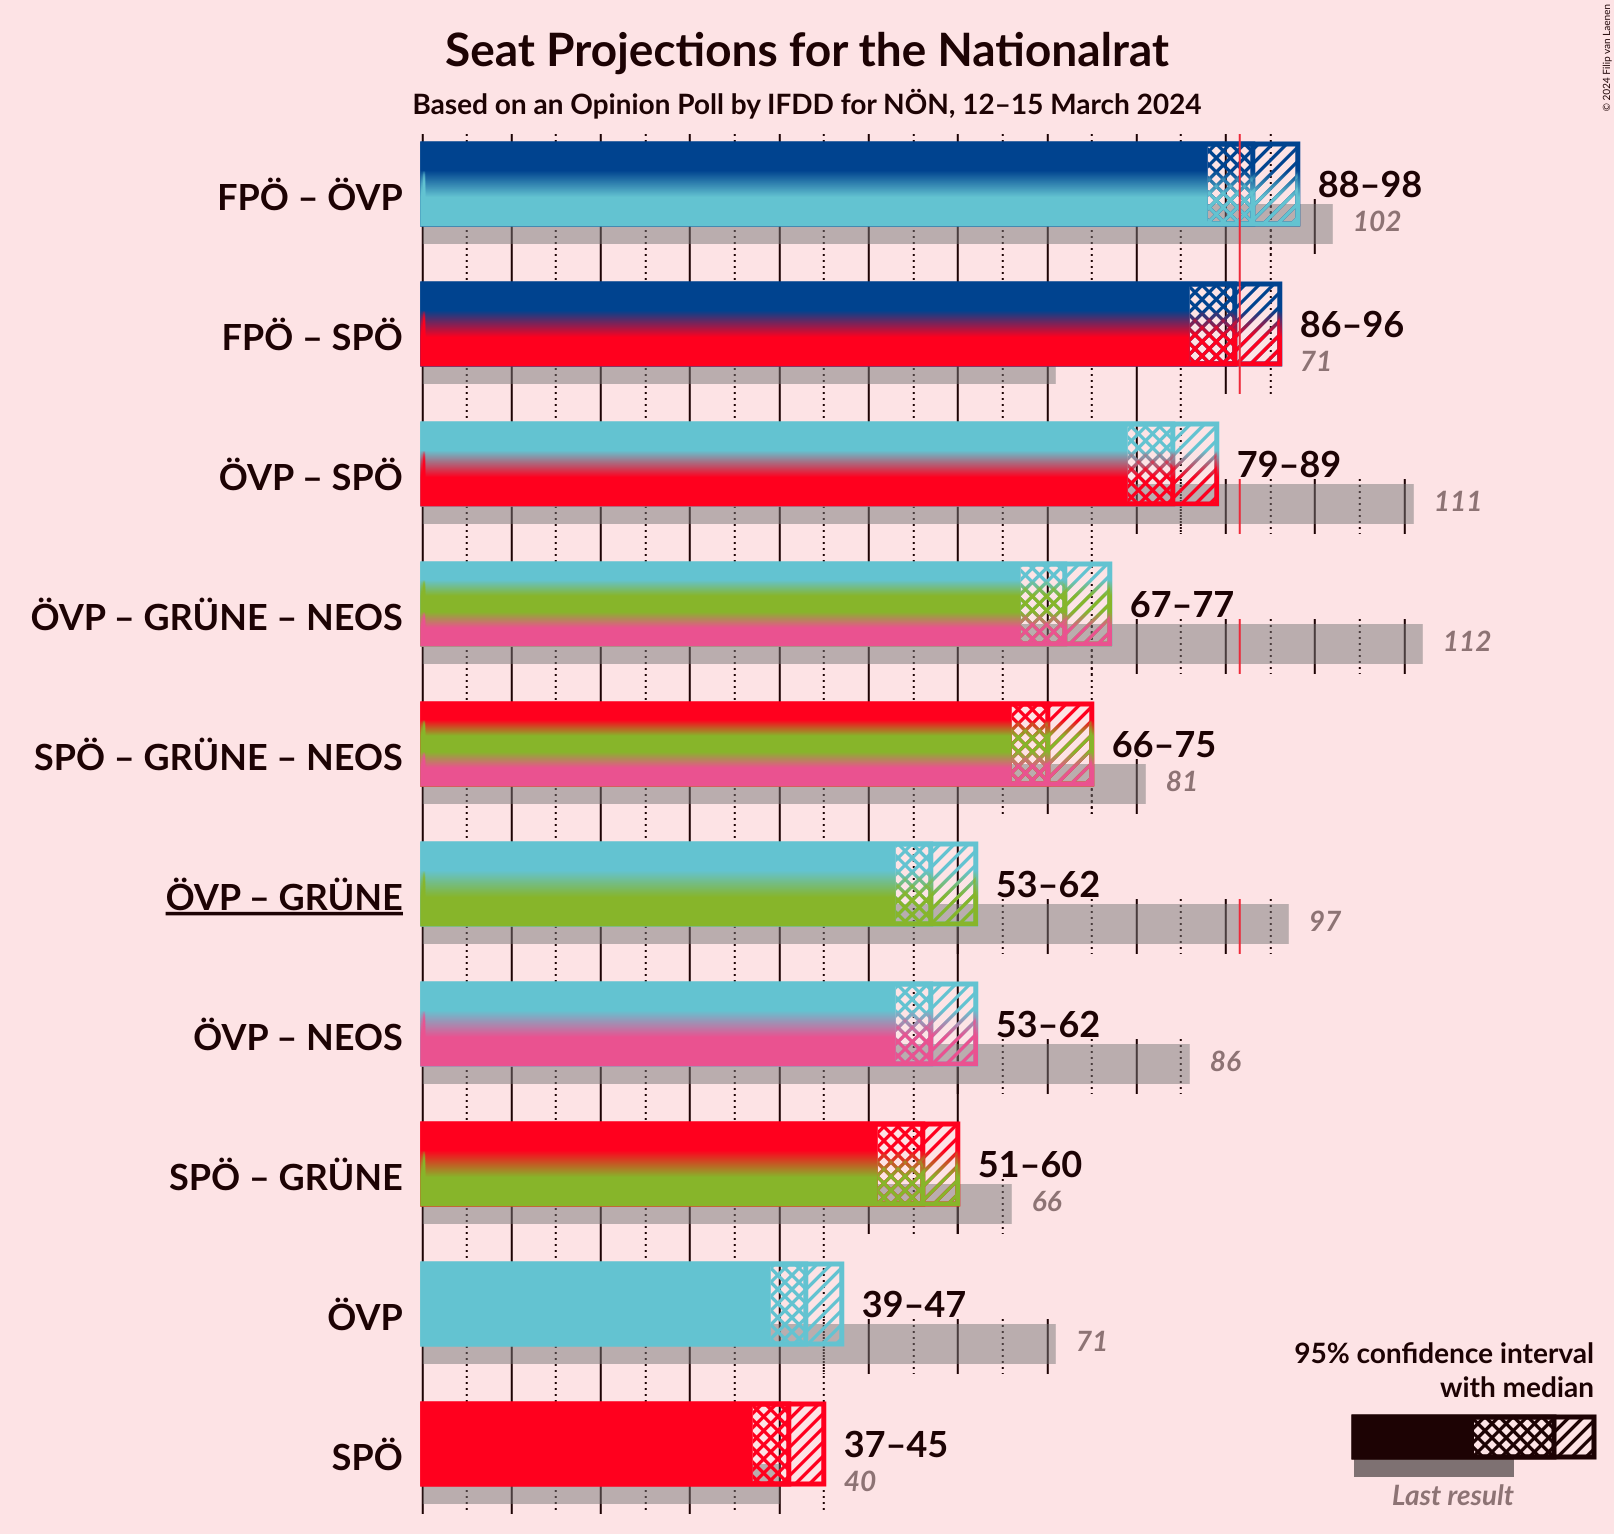 Seat Projections for the Nationalrat
Based on an Opinion Poll by IFDD for NÖN, 12–15 March 2024
© 2024 Filip van Laenen
FPÖ – ÖVP
88–98
102
FPÖ – SPÖ
86–96
71
ÖVP – SPÖ
79–89
111
ÖVP – GRÜNE – NEOS
67–77
112
SPÖ – GRÜNE – NEOS
66–75
81
ÖVP – GRÜNE
53–62
97
ÖVP – NEOS
53–62
86
SPÖ – GRÜNE
51–60
66
ÖVP
39–47
71
SPÖ
37–45
40
95% confidence interval
with median
Last result